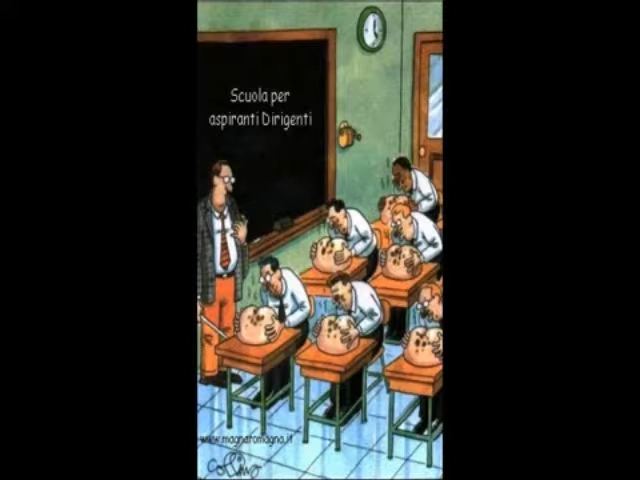 Scuola per
aspiranti Dirigenti
www.magnaromagna.it